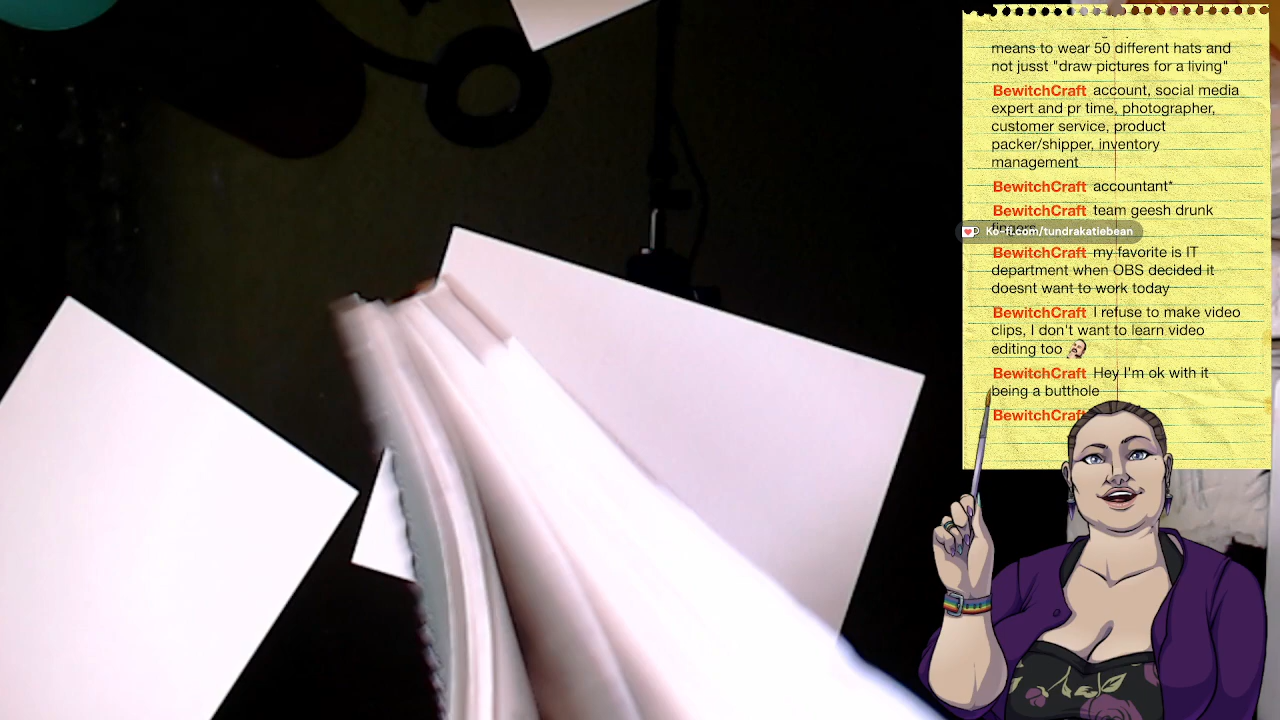 means to wear 50 different hats and
not jusst "draw pictures for a living"
BewitchCraft account, social media
expert and pr time, photographer,
customer service, product
packer/shipper, inventory
management
BewitchCraft accountant*
BewitchCraft team geesh drunk
Ko-fi.com/tundrakatiebean
BewitchCraft my favorite is IT
department when OBS decided it
doesnt want to work today
BewitchCraft I refuse to make video
clips, I don't want to learn video
editing too
BewitchCraft Hey I'm ok with it
being a butthole
BewitchCraft